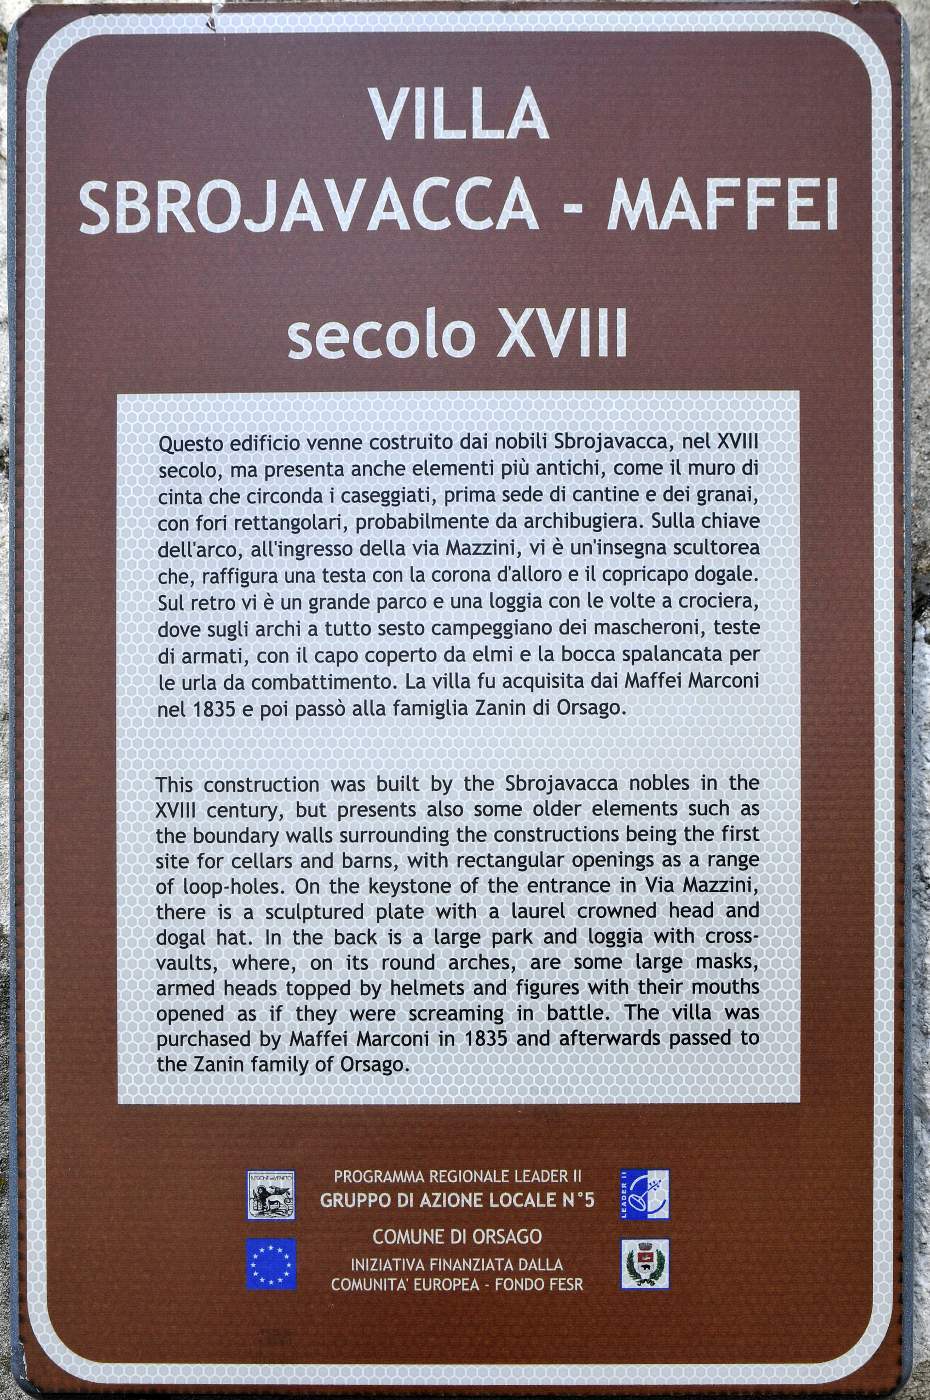 VILLA
SBROJAVACCA - MAFFEI
secolo XVIII
Questo edificio venne costruito dai nobili Sbrojavacca, nel XVIII
secolo, ma presenta anche elementi più antichi, come il muro di
cinta che circonda i caseggiati, prima sede di cantine e dei granai,
con fori rettangolari, probabilmente da archibugiera. Sulla chiave
dell'arco, all'ingresso della via Mazzini, vi è un'insegna scultorea
che, raffigura una testa con la corona d'alloro e il copricapo dogale.
Sul retro vi è un grande parco e una loggia con le volte a crociera,
dove sugli archi a tutto sesto campeggiano dei mascheroni, teste
di armati, con il capo coperto da elmi e la bocca spalancata per
le urla da combattimento. La villa fu acquisita dai Maffei Marconi
nel 1835 e poi passò alla famiglia Zanin di Orsago.
This construction was built by the Sbrojavacca nobles in the
XVIII century, but presents also some older elements such as
the boundary walls surrounding the constructions being the first
site for cellars and barns, with rectangular openings as a range
of loop-holes. On the keystone of the entrance in Via Mazzini,
there is a sculptured plate with a laurel crowned head and
dogal hat. In the back is a large park and loggia with cross-
vaults, where, on its round arches, are some large masks,
armed heads topped by helmets and figures with their mouths
opened as if they were screaming in battle. The villa was
purchased by Maffei Marconi in 1835 and afterwards passed to
the Zanin family of Orsago.
REGIONE DEL VENETO
PROGRAMMA REGIONALE LEADER II
GRUPPO DI AZIONE LOCALE N°5
LEADER II
COMUNE DI ORSAGO
INIZIATIVA FINANZIATA DALLA
COMUNITA' EUROPEA - FONDO FESR